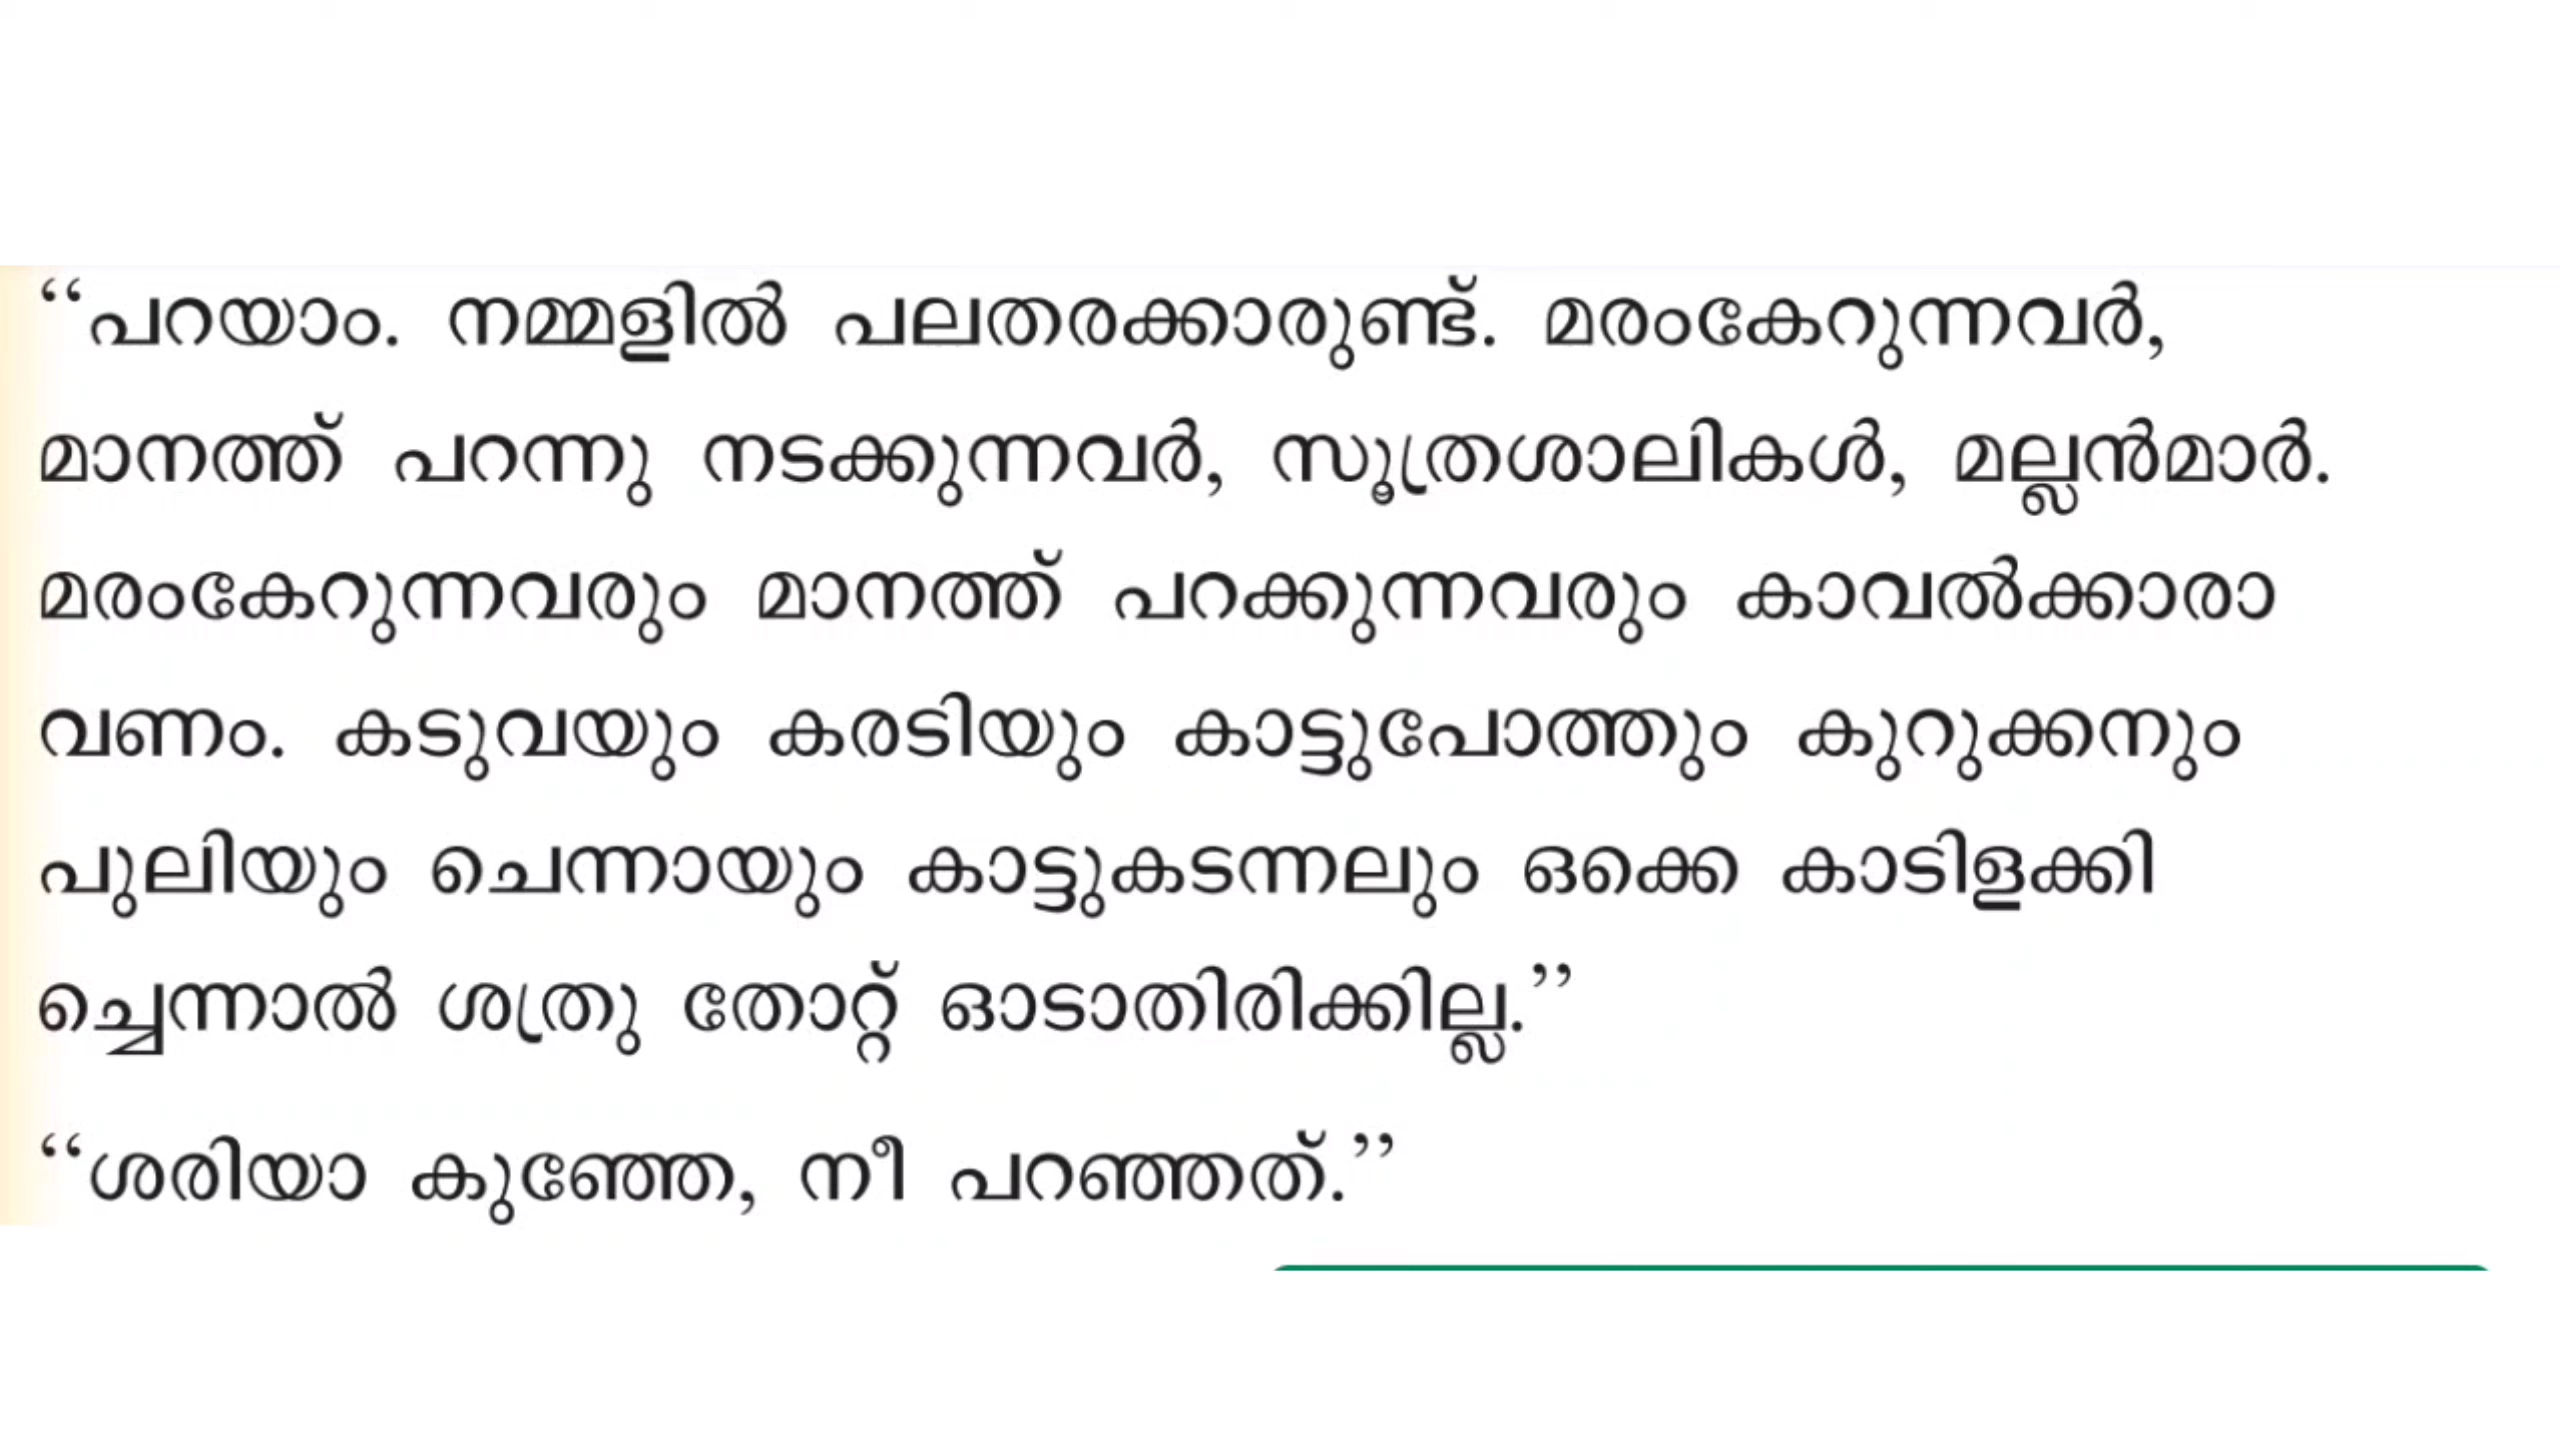 “പറയാം. നമ്മളിൽ പലതരക്കാരുണ്ട്. മരംകേറുന്നവർ,
മാനത്ത് പറന്നു നടക്കുന്നവർ, സൂത്രശാലികൾ, മല്ലൻമാർ.
മരംകേറുന്നവരും മാനത്ത് പറക്കുന്നവരും കാവൽക്കാരാ
വണം. കടുവയും കരടിയും കാട്ടുപോത്തും കുറുക്കനും
പുലിയും ചെന്നായും കാട്ടുകടന്നലും ഒക്കെ കാടിളക്കി
ച്ചെന്നാൽ ശത്രു തോറ്റ് ഓടാതിരിക്കില്ല.”
“ശരിയാ കുഞ്ഞേ, നീ പറഞ്ഞത്.”